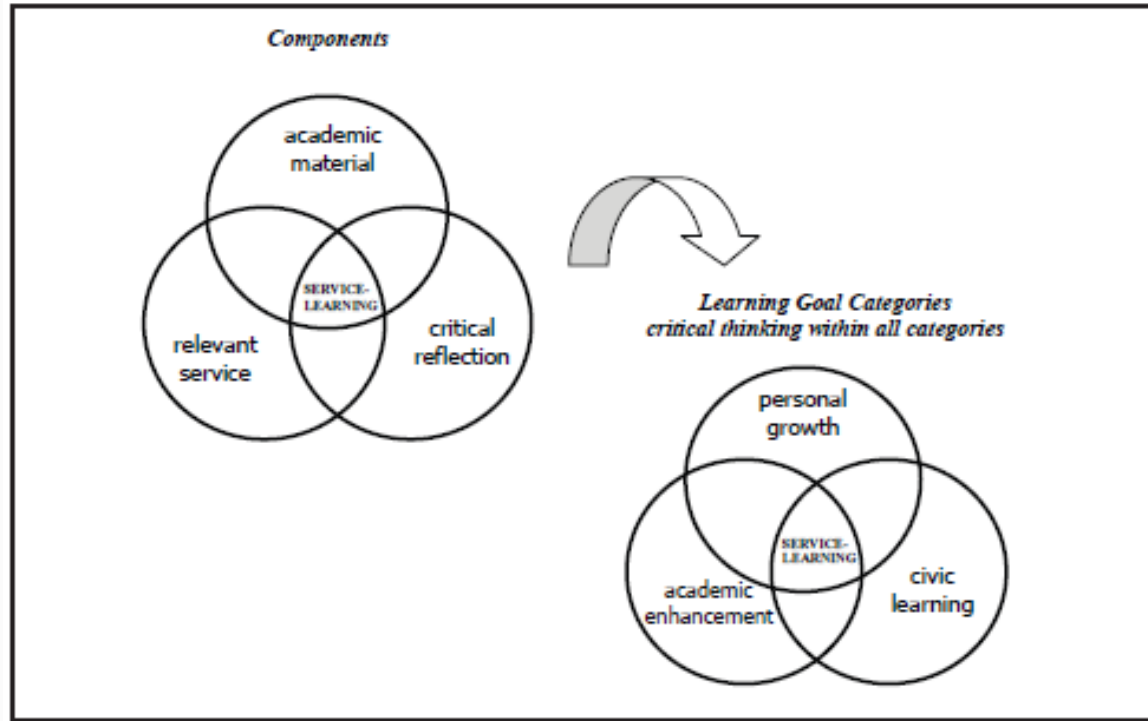 Components
academic
material
SERVICE-
LEARNING
relevant
service
critical
reflection
Learning Goal Categories
critical thinking within all categories
personal
growth
SERVICE-
LEARNING
academic
enhancement
civic
learning